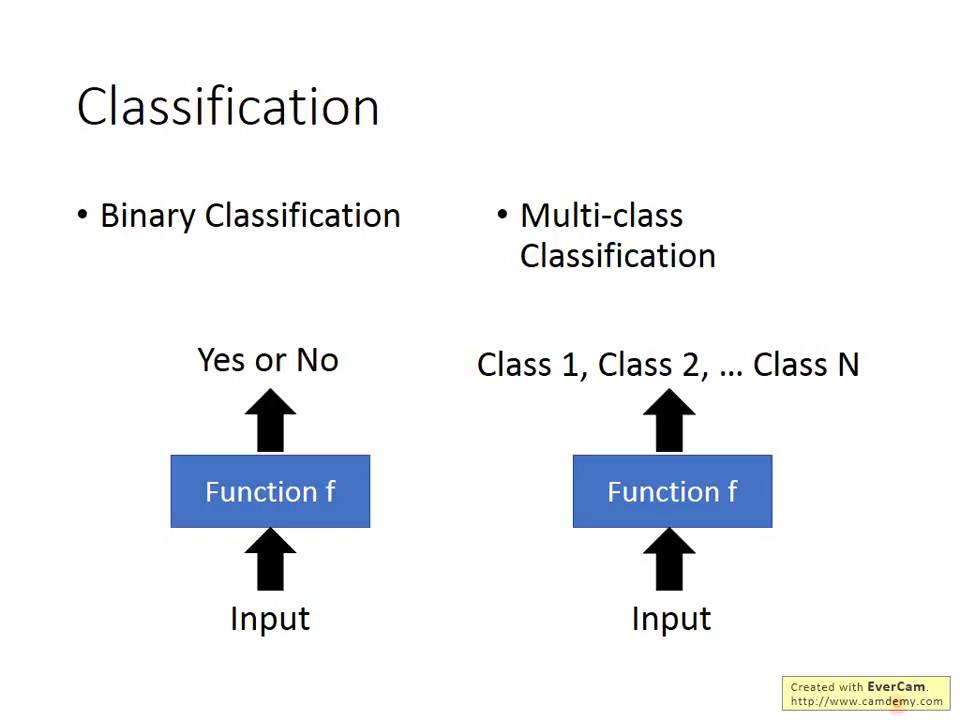 Classification
• Binary Classification
• Multi-class
Classification
Yes or No
Function f
Input
Class 1, Class 2, … Class N
Function f
Input
Created with EverCam.
http://www.camdemy.com